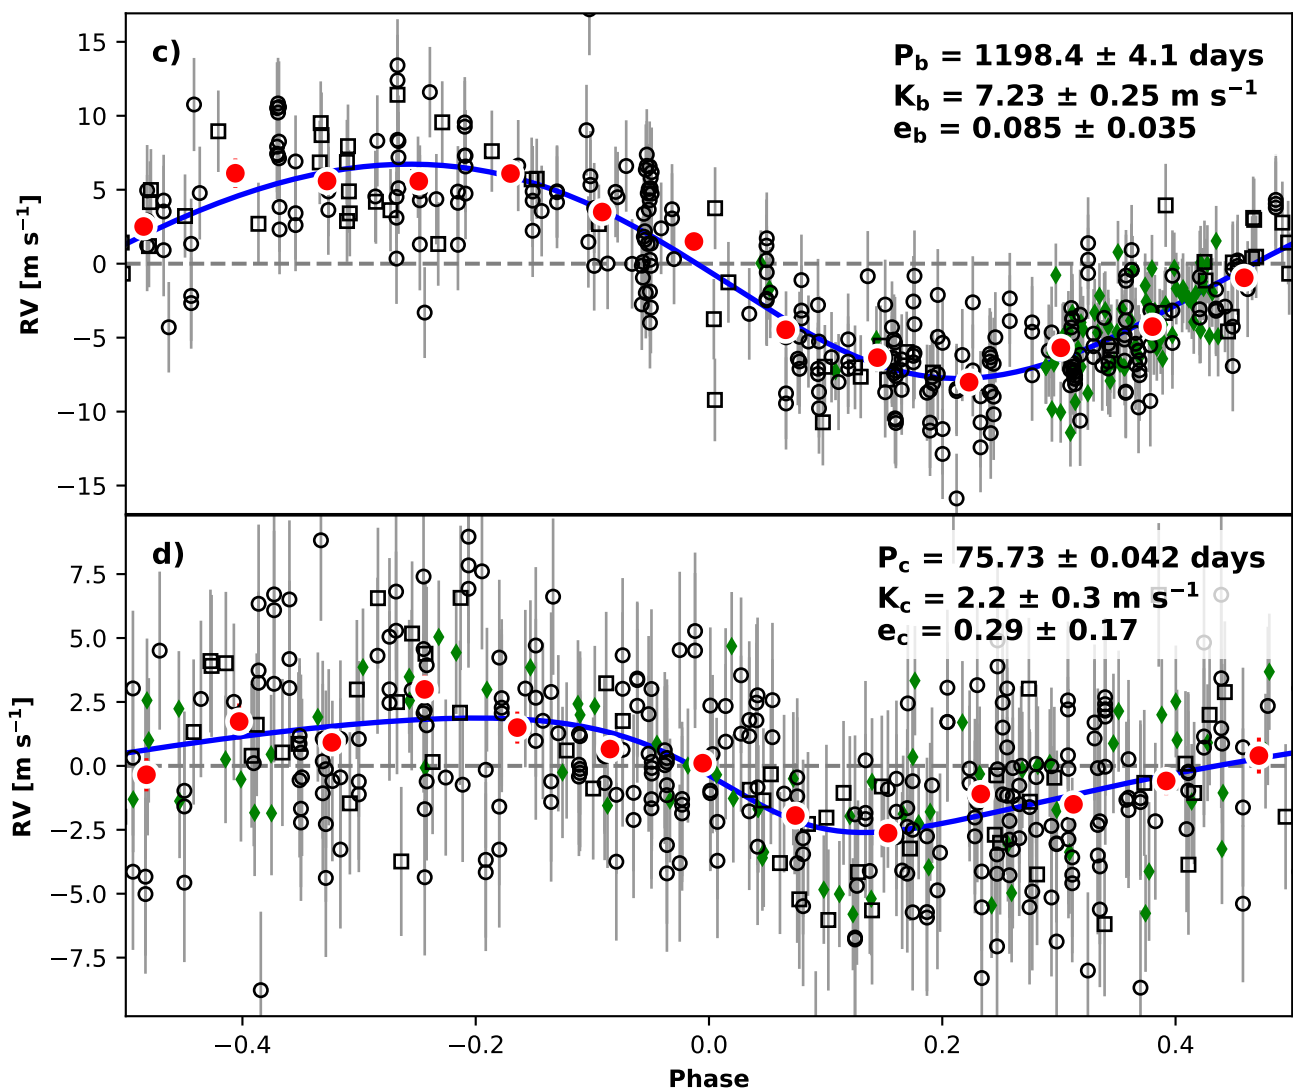 c)
P_b = 1198.4 ± 4.1 days
K_b = 7.23 ± 0.25 m s⁻¹
e_b = 0.085 ± 0.035
15
10
5
0
−5
−10
−15
RV [m s⁻¹]
d)
P_c = 75.73 ± 0.042 days
K_c = 2.2 ± 0.3 m s⁻¹
e_c = 0.29 ± 0.17
7.5
5.0
2.5
0.0
−2.5
−5.0
−7.5
RV [m s⁻¹]
−0.4 −0.2 0.0 0.2 0.4
Phase